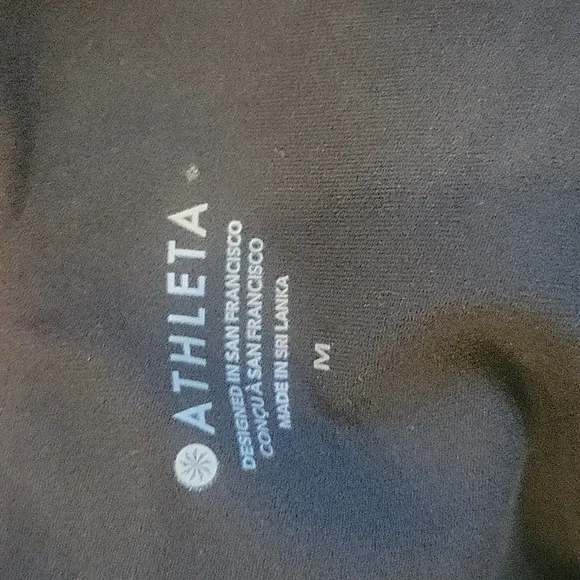 ATHLETA®
DESIGNED IN SAN FRANCISCO
CONÇU À SAN FRANCISCO
MADE IN SRI LANKA
M